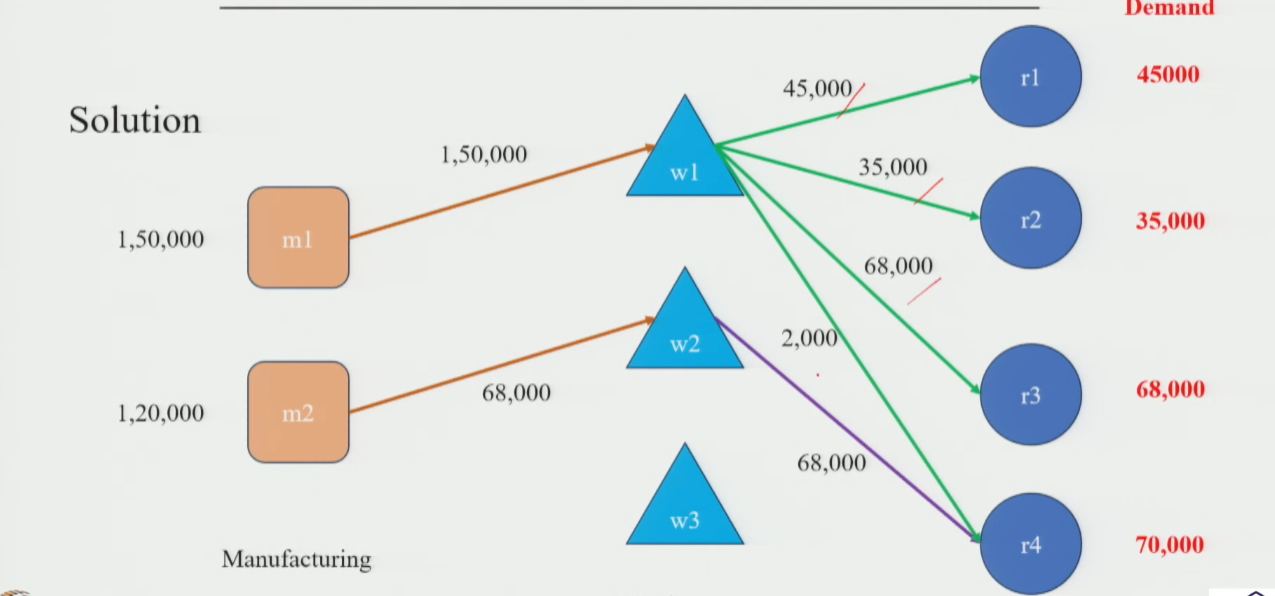 Demand
r1
45000
45,000
Solution
1,50,000
w1
35,000
r2
35,000
1,50,000
m1
68,000
w2
2,000
r3
68,000
68,000
1,20,000
m2
68,000
w3
r4
70,000
Manufacturing